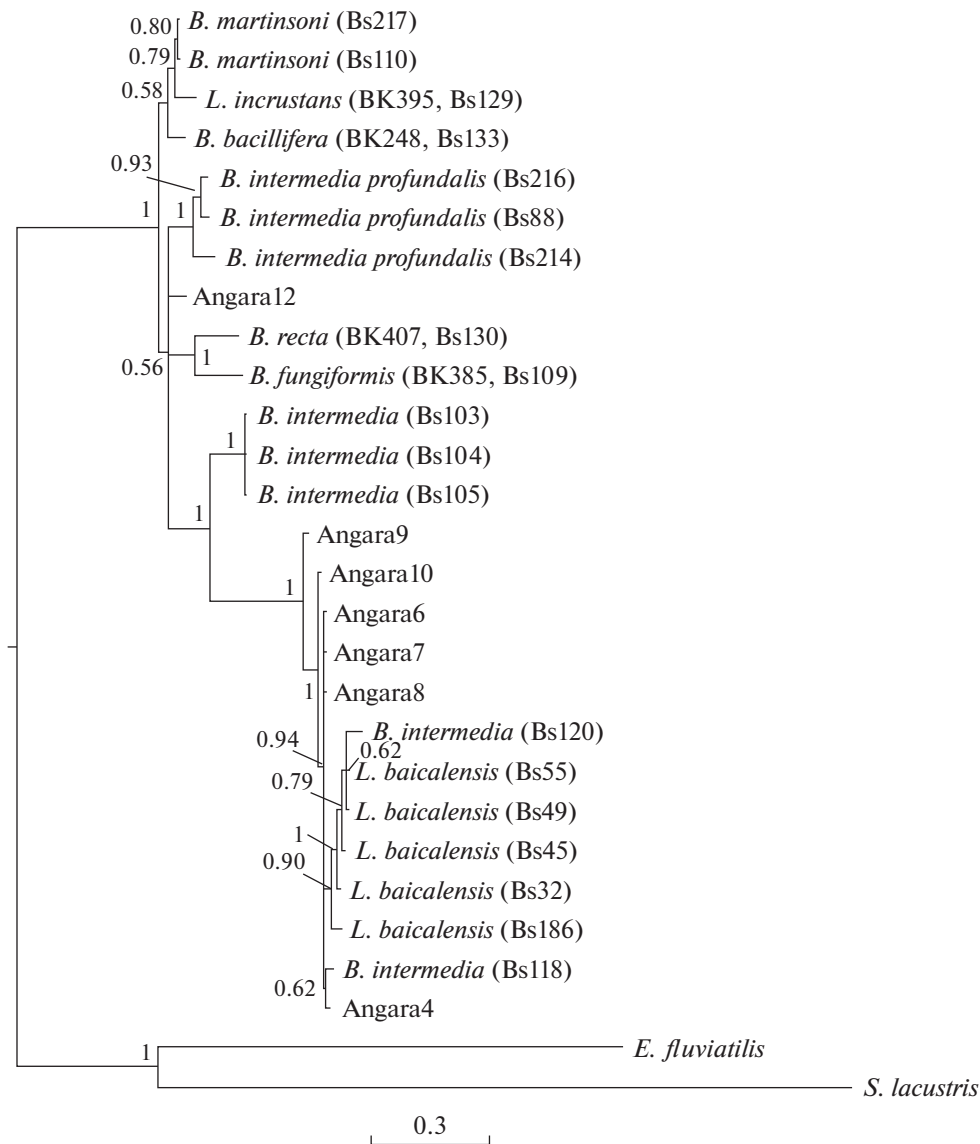 0.80
B. martinsoni (Bs217)
0.79
B. martinsoni (Bs110)
0.58
L. incrustans (BK395, Bs129)
B. bacillifera (BK248, Bs133)
0.93
B. intermedia profundalis (Bs216)
1
1
B. intermedia profundalis (Bs88)
B. intermedia profundalis (Bs214)
Angara12
B. recta (BK407, Bs130)
0.56
1
B. fungiformis (BK385, Bs109)
B. intermedia (Bs103)
1
B. intermedia (Bs104)
B. intermedia (Bs105)
1
Angara9
Angara10
1
Angara6
Angara7
1
Angara8
B. intermedia (Bs120)
0.94
0.62
L. baicalensis (Bs55)
0.79
L. baicalensis (Bs49)
1
L. baicalensis (Bs45)
0.90
L. baicalensis (Bs32)
L. baicalensis (Bs186)
B. intermedia (Bs118)
0.62
Angara4
1
E. fluviatilis
S. lacustris
0.3